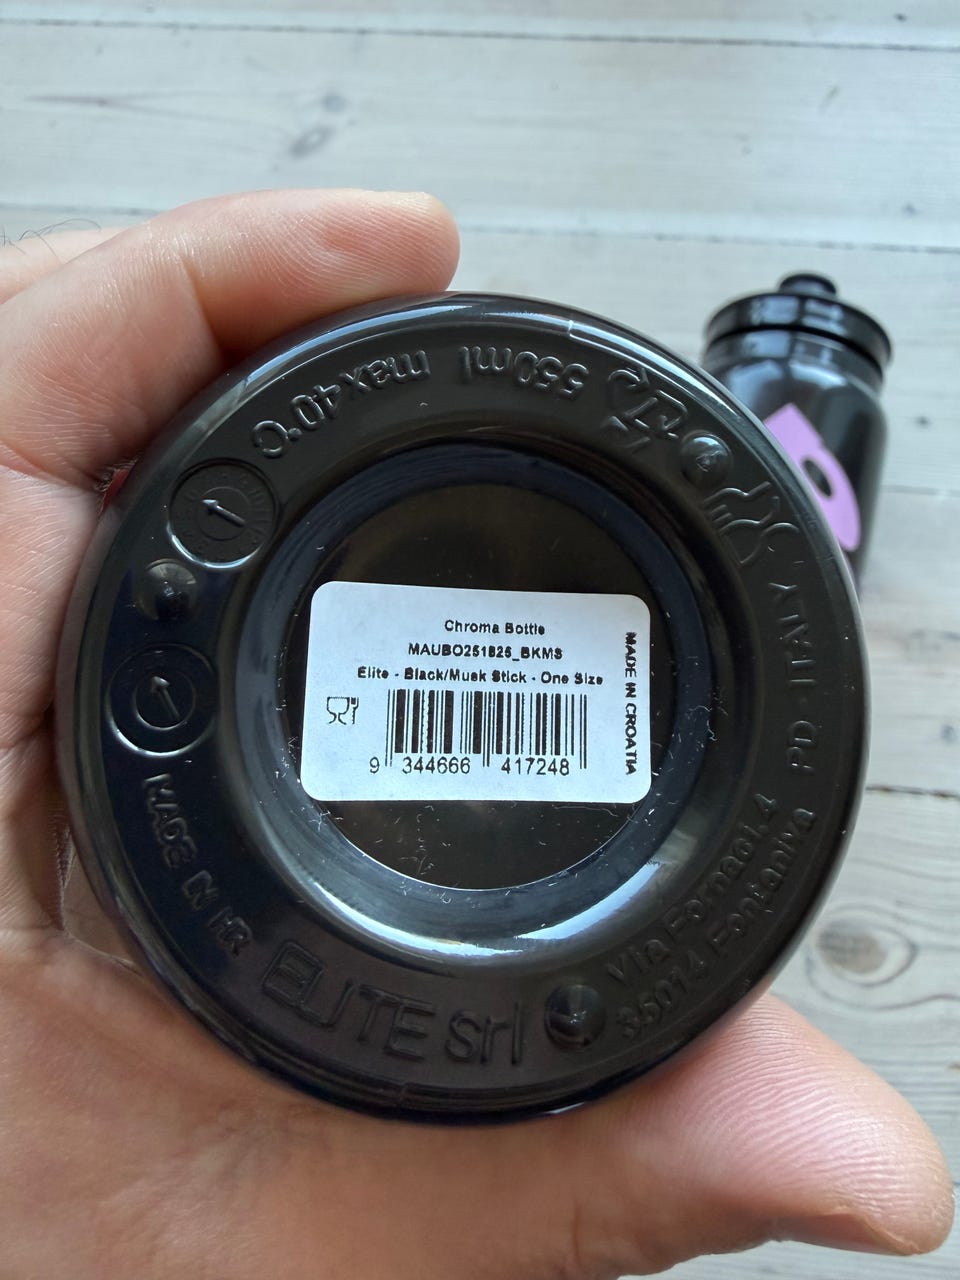 Chroma Bottle
MAUBO251825_BKMS
Elite - Black/Musk Stick - One Size
9 344666 417248
MADE IN CROATIA
max 40°C
550ml
PD - ITALY
Via Fornaci, 4
35014 Fontaniva
ELITE srl
MADE IN HR